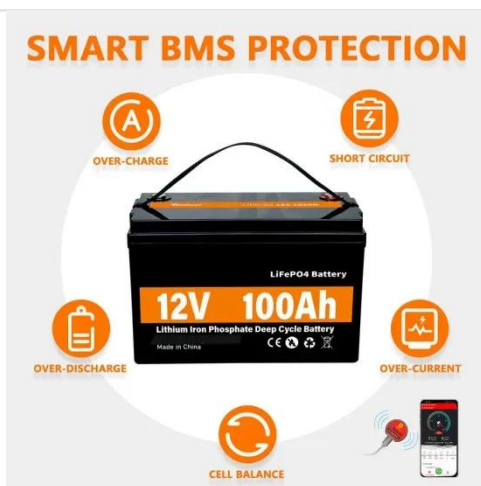 SMART BMS PROTECTION
OVER-CHARGE
SHORT CIRCUIT
LiFePO4 Battery
12V 100Ah
Lithium Iron Phosphate Deep Cycle Battery
Made in China
CE
OVER-DISCHARGE
OVER-CURRENT
CELL BALANCE